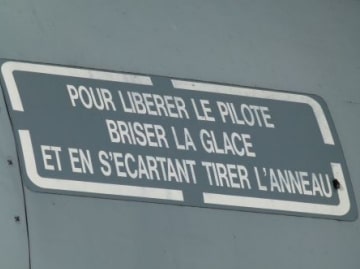 POUR LIBERER LE PILOTE
BRISER LA GLACE
ET EN S'ECARTANT TIRER L'ANNEAU